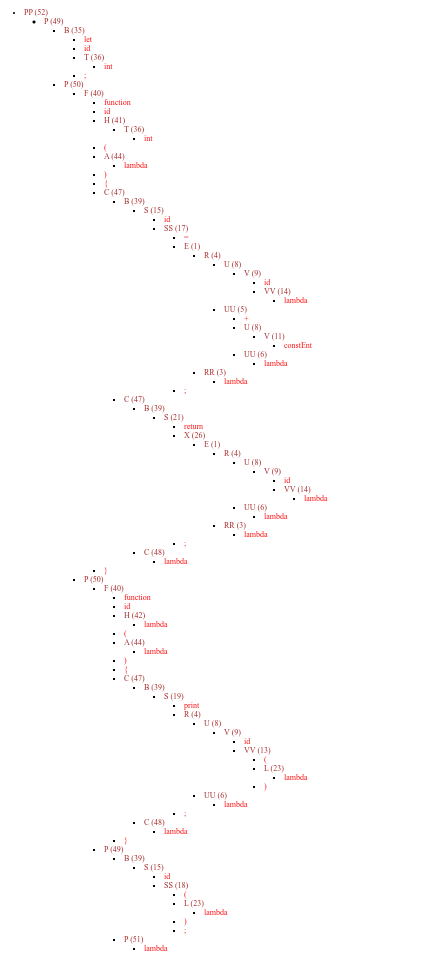 PP (52)
P (49)
B (35)
let
id
T (36)
int
;
P (50)
F (40)
function
id
H (41)
T (36)
int
(
A (44)
lambda
)
{
C (47)
B (39)
S (15)
id
SS (17)
=
E (1)
R (4)
U (8)
V (9)
id
VV (14)
lambda
UU (5)
+
U (8)
V (11)
constEnt
UU (6)
lambda
RR (3)
lambda
;
C (47)
B (39)
S (21)
return
X (26)
E (1)
R (4)
U (8)
V (9)
id
VV (14)
lambda
UU (6)
lambda
RR (3)
lambda
;
C (48)
lambda
}
P (50)
F (40)
function
id
H (42)
lambda
(
A (44)
lambda
)
{
C (47)
B (39)
S (19)
print
R (4)
U (8)
V (9)
id
VV (13)
(
L (23)
lambda
)
UU (6)
lambda
;
C (48)
lambda
}
P (49)
B (39)
S (15)
id
SS (18)
(
L (23)
lambda
)
;
P (51)
lambda